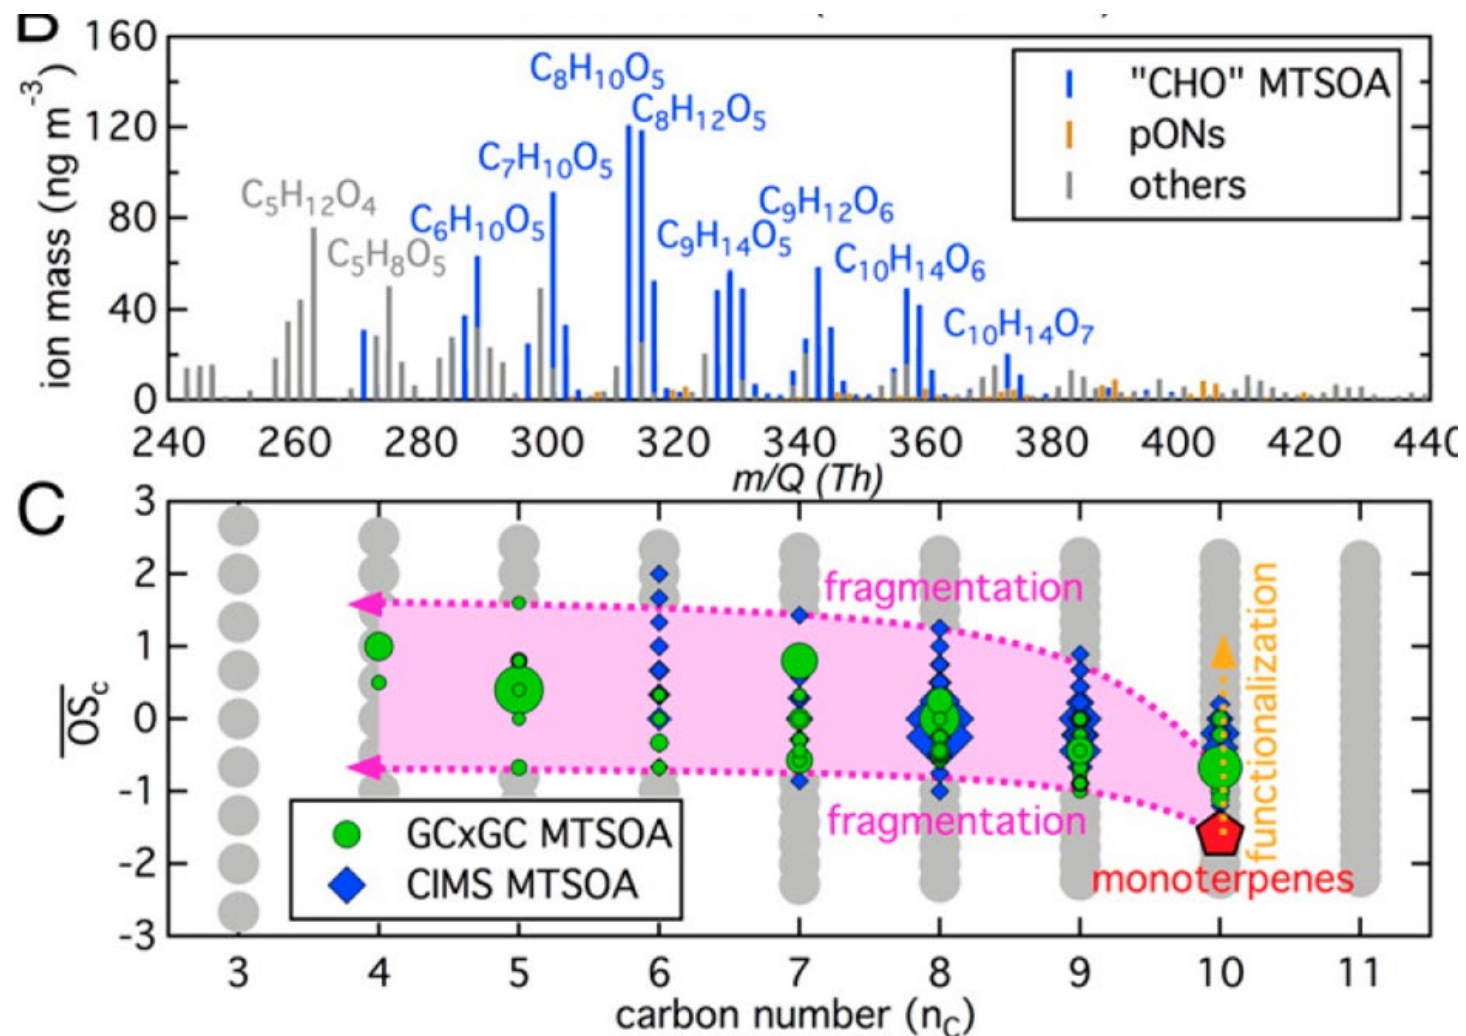 B
160
120
80
40
0
ion mass (ng m⁻³)
C₈H₁₀O₅
C₈H₁₂O₅
C₇H₁₀O₅
C₅H₁₂O₄
C₆H₁₀O₅
C₅H₈O₅
C₉H₁₂O₆
C₉H₁₄O₅
C₁₀H₁₄O₆
C₁₀H₁₄O₇
"CHO" MTSOA
pONs
others
240 260 280 300 320 340 360 380 400 420 440
m/Q (Th)
C
3
2
1
0
-1
-2
-3
O̅S̅c
fragmentation
fragmentation
functionalization
monoterpenes
GCxGC MTSOA
CIMS MTSOA
3 4 5 6 7 8 9 10 11
carbon number (n_C)